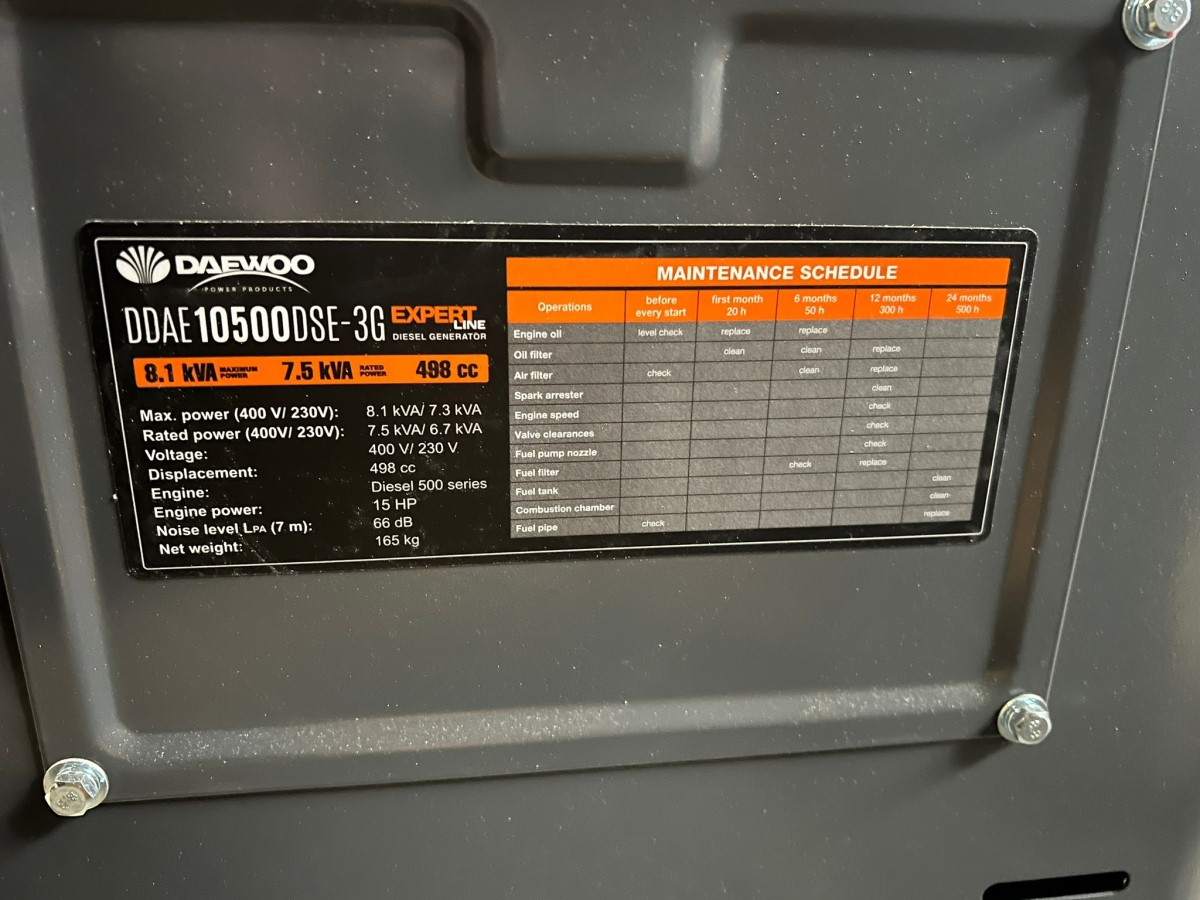 DAEWOO
POWER PRODUCTS
DDAE10500DSE-3G EXPERT LINE
DIESEL GENERATOR
8.1 kVA MAXIMUM POWER 7.5 kVA RATED POWER 498 cc
Max. power (400 V/ 230V): 8.1 kVA/ 7.3 kVA
Rated power (400V/ 230V): 7.5 kVA/ 6.7 kVA
Voltage: 400 V/ 230 V
Displacement: 498 cc
Engine: Diesel 500 series
Engine power: 15 HP
Noise level LPA (7 m): 66 dB
Net weight: 165 kg
MAINTENANCE SCHEDULE
Operations before every start first month 20 h 6 months 50 h 12 months 300 h 24 months 500 h
Engine oil level check replace replace
Oil filter clean clean replace
Air filter check clean replace
Spark arrester clean
Engine speed check
Valve clearances check
Fuel pump nozzle check
Fuel filter check replace
Fuel tank clean
Combustion chamber clean
Fuel pipe check replace